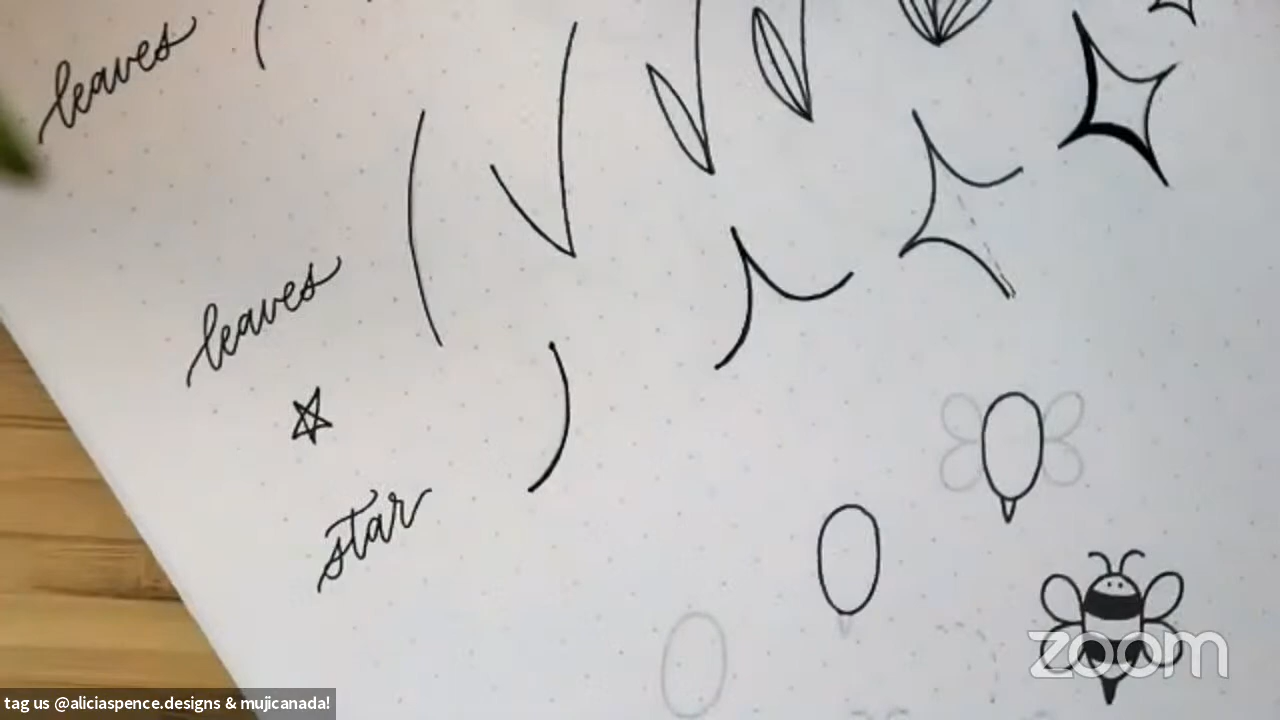 leaves
leaves
star
zoom
tag us @aliciaspence.designs & mujicanada!